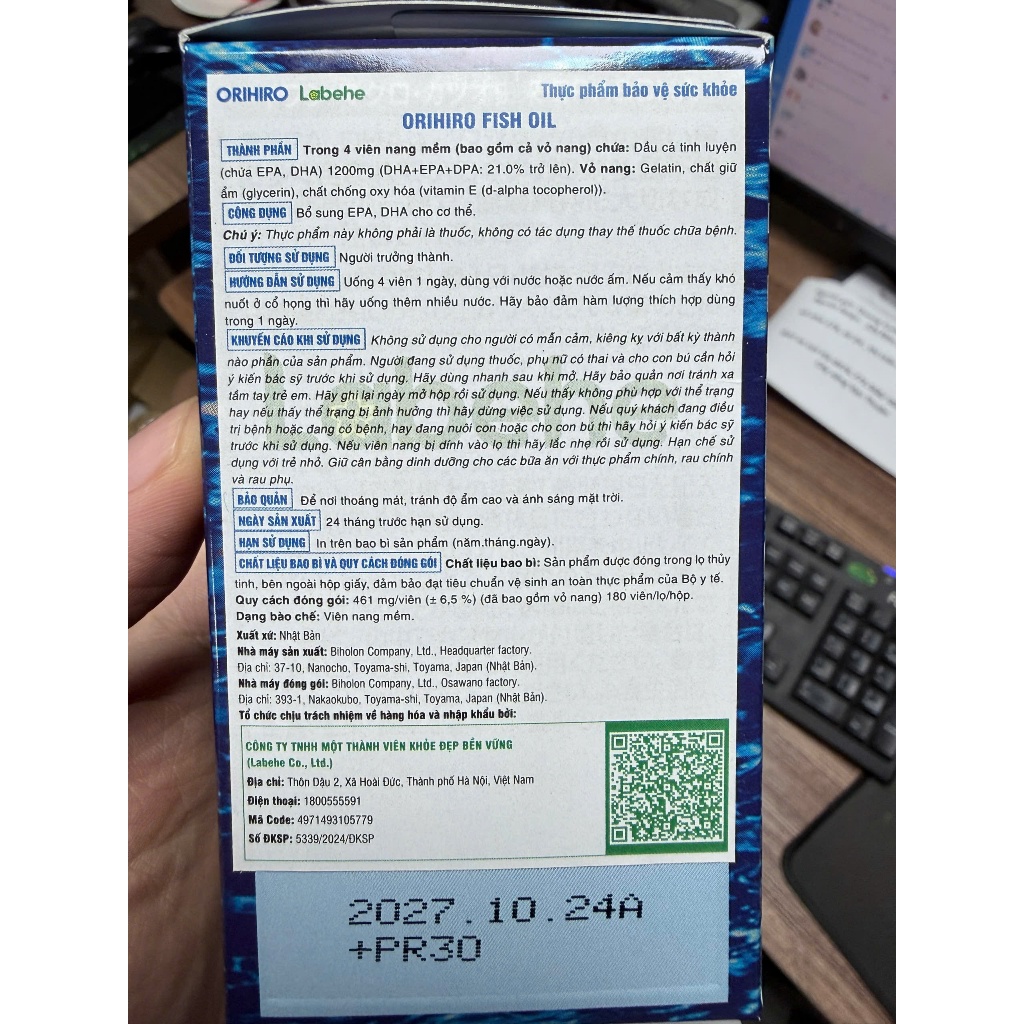 ORIHIRO Labehe Thực phẩm bảo vệ sức khỏe
ORIHIRO FISH OIL
THÀNH PHẦN Trong 4 viên nang mềm (bao gồm cả vỏ nang) chứa: Dầu cá tinh luyện
(chứa EPA, DHA) 1200mg (DHA+EPA+DPA: 21.0% trở lên). Vỏ nang: Gelatin, chất giữ
ẩm (glycerin), chất chống oxy hóa (vitamin E (d-alpha tocopherol)).
CÔNG DỤNG Bổ sung EPA, DHA cho cơ thể.
Chú ý: Thực phẩm này không phải là thuốc, không có tác dụng thay thế thuốc chữa bệnh.
ĐỐI TƯỢNG SỬ DỤNG Người trưởng thành.
HƯỚNG DẪN SỬ DỤNG Uống 4 viên 1 ngày, dùng với nước hoặc nước ấm. Nếu cảm thấy khó
nuốt ở cổ họng thì hãy uống thêm nhiều nước. Hãy bảo đảm hàm lượng thích hợp dùng
trong 1 ngày.
KHUYẾN CÁO KHI SỬ DỤNG Không sử dụng cho người có mẫn cảm, kiêng kỵ với bất kỳ thành
nào phần của sản phẩm. Người đang sử dụng thuốc, phụ nữ có thai và cho con bú cần hỏi
ý kiến bác sỹ trước khi sử dụng. Hãy dùng nhanh sau khi mở. Hãy bảo quản nơi tránh xa
tầm tay trẻ em. Hãy ghi lại ngày mở hộp rồi sử dụng. Nếu thấy không phù hợp với thể trạng
hay nếu thấy thể trạng bị ảnh hưởng thì hãy dừng việc sử dụng. Nếu quý khách đang điều
trị bệnh hoặc đang có bệnh, hay đang nuôi con hoặc cho con bú thì hãy hỏi ý kiến bác sỹ
trước khi sử dụng. Nếu viên nang bị dính vào lọ thì hãy lắc nhẹ rồi sử dụng. Hạn chế sử
dụng với trẻ nhỏ. Giữ cân bằng dinh dưỡng cho các bữa ăn với thực phẩm chính, rau chính
và rau phụ.
BẢO QUẢN Để nơi thoáng mát, tránh độ ẩm cao và ánh sáng mặt trời.
NGÀY SẢN XUẤT 24 tháng trước hạn sử dụng.
HẠN SỬ DỤNG In trên bao bì sản phẩm (năm.tháng.ngày).
CHẤT LIỆU BAO BÌ VÀ QUY CÁCH ĐÓNG GÓI Chất liệu bao bì: Sản phẩm được đóng trong lọ thủy
tinh, bên ngoài hộp giấy, đảm bảo đạt tiêu chuẩn vệ sinh an toàn thực phẩm của Bộ y tế.
Quy cách đóng gói: 461 mg/viên (± 6,5 %) (đã bao gồm vỏ nang) 180 viên/lọ/hộp.
Dạng bào chế: Viên nang mềm.
Xuất xứ: Nhật Bản
Nhà máy sản xuất: Biholon Company, Ltd., Headquarter factory.
Địa chỉ: 37-10, Nanocho, Toyama-shi, Toyama, Japan (Nhật Bản).
Nhà máy đóng gói: Biholon Company, Ltd., Osawano factory.
Địa chỉ: 393-1, Nakaokubo, Toyama-shi, Toyama, Japan (Nhật Bản).
Tổ chức chịu trách nhiệm về hàng hóa và nhập khẩu bởi:
CÔNG TY TNHH MỘT THÀNH VIÊN KHỎE ĐẸP BỀN VỮNG
(Labehe Co., Ltd.)
Địa chỉ: Thôn Dậu 2, Xã Hoài Đức, Thành phố Hà Nội, Việt Nam
Điện thoại: 1800555591
Mã Code: 4971493105779
Số ĐKSP: 5339/2024/ĐKSP
2027.10.24A
+PR30